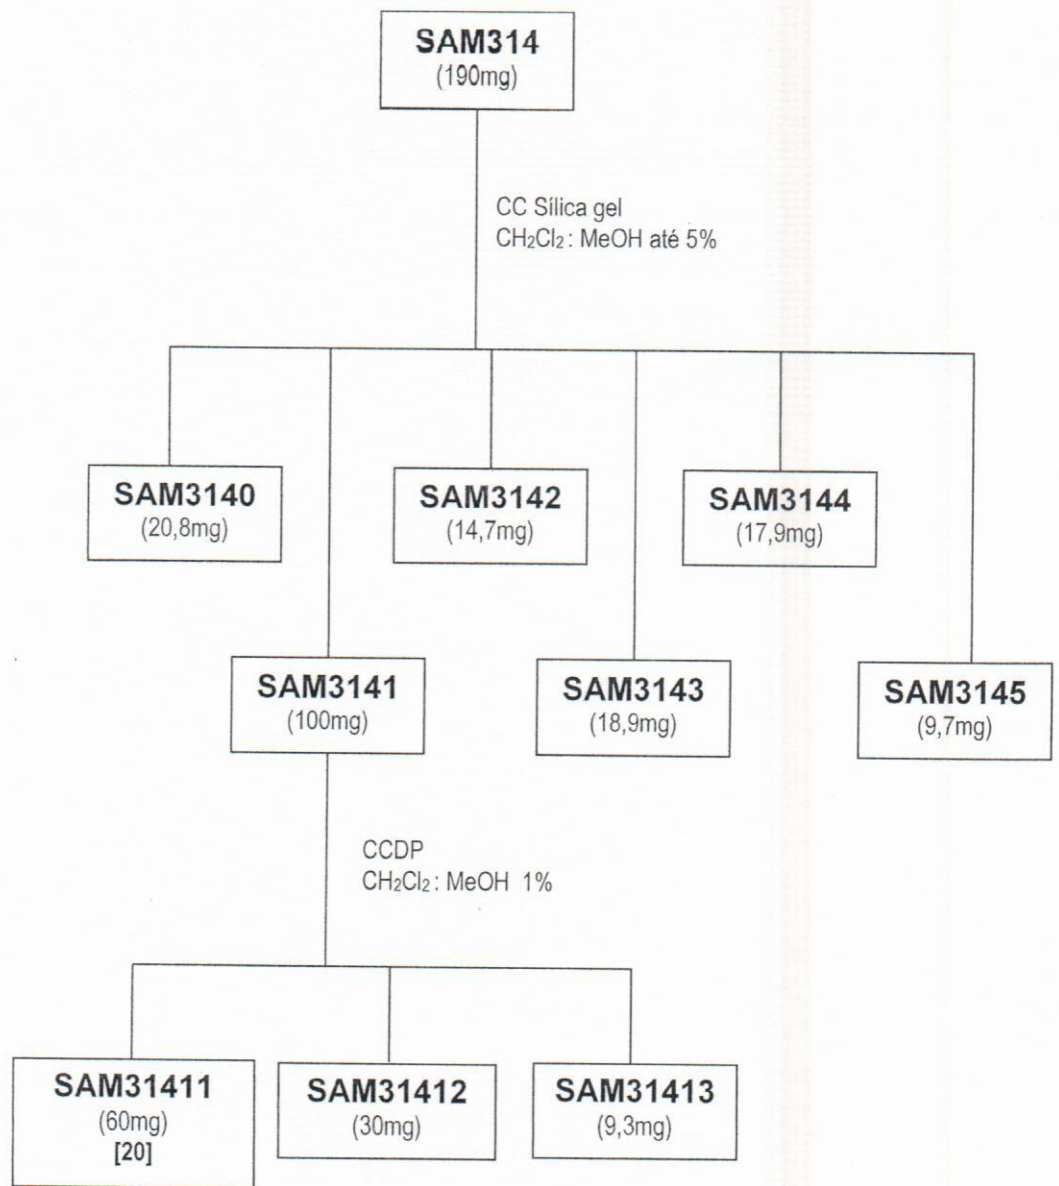 SAM314
(190mg)
CC Sílica gel
CH₂Cl₂ : MeOH até 5%
SAM3140
(20,8mg)
SAM3142
(14,7mg)
SAM3144
(17,9mg)
SAM3141
(100mg)
SAM3143
(18,9mg)
SAM3145
(9,7mg)
CCDP
CH₂Cl₂ : MeOH 1%
SAM31411
(60mg)
[20]
SAM31412
(30mg)
SAM31413
(9,3mg)